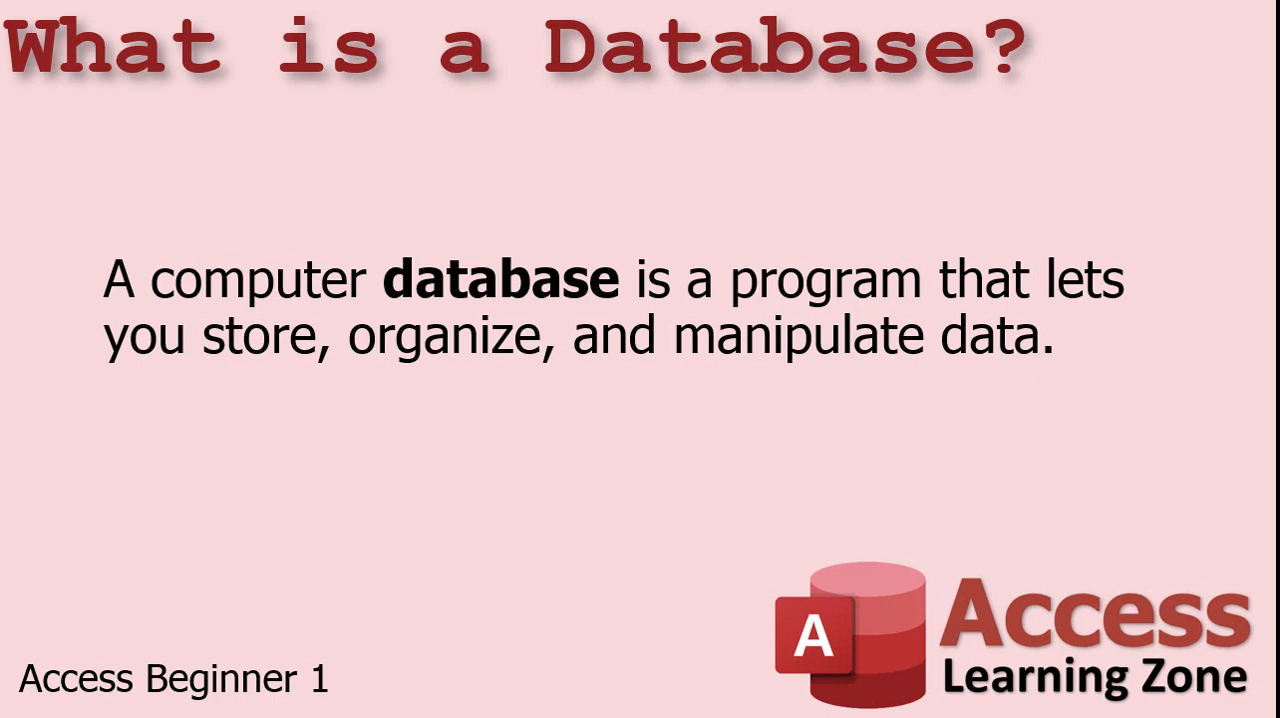 What is a Database?
A computer database is a program that lets
you store, organize, and manipulate data.
A
Access
Learning Zone
Access Beginner 1